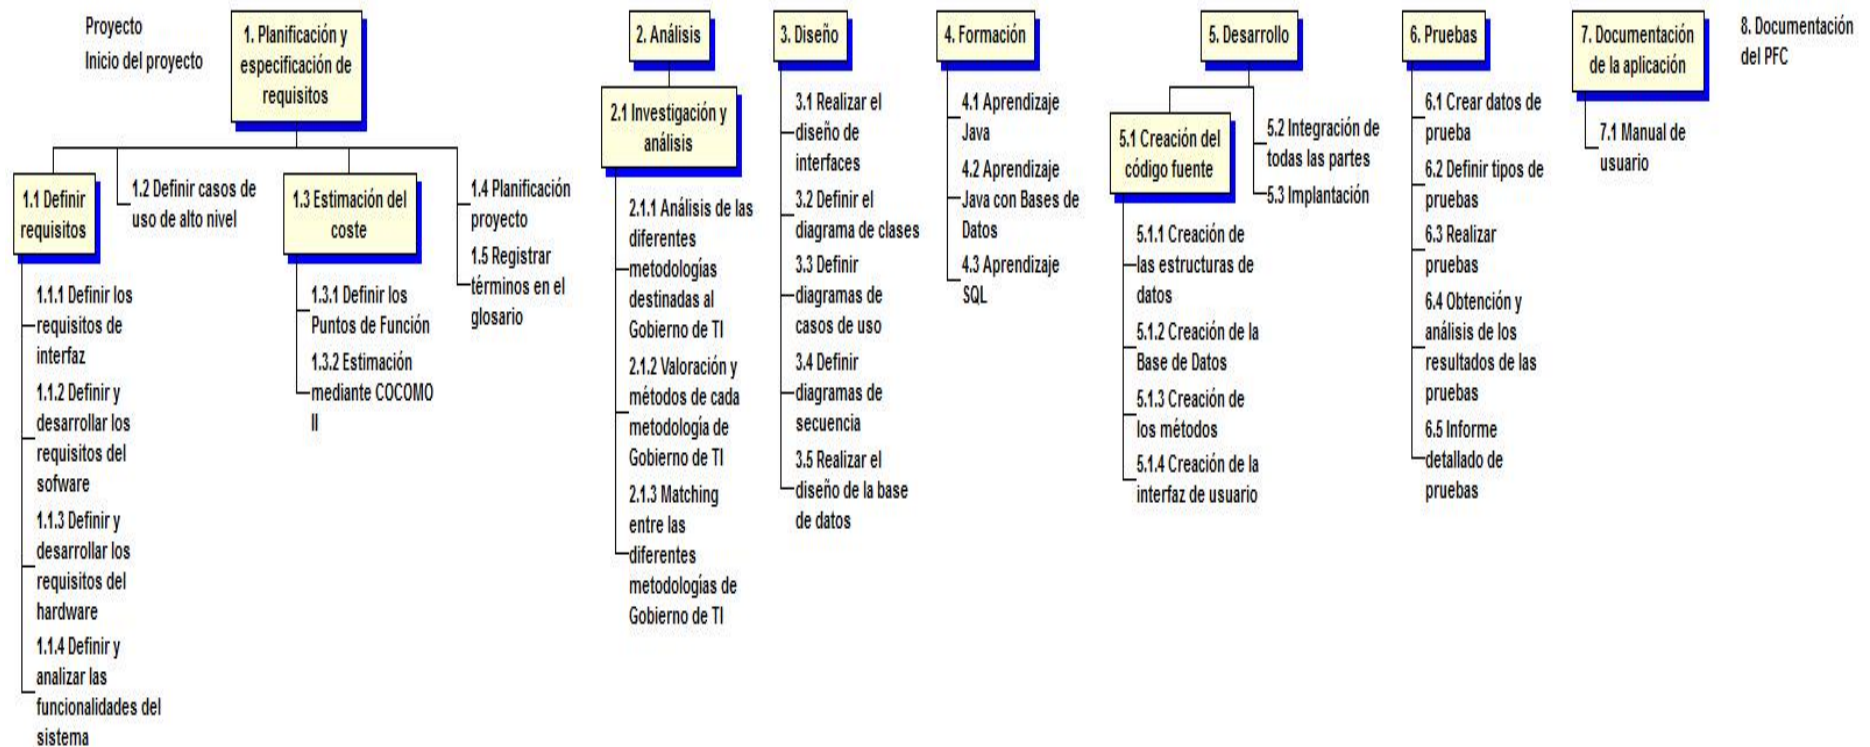 Proyecto
Inicio del proyecto
1. Planificación y
especificación de
requisitos
1.1 Definir
requisitos
1.1.1 Definir los
requisitos de
interfaz
1.1.2 Definir y
desarrollar los
requisitos del
sofware
1.1.3 Definir y
desarrollar los
requisitos del
hardware
1.1.4 Definir y
analizar las
funcionalidades del
sistema
1.2 Definir casos de
uso de alto nivel
1.3 Estimación del
coste
1.3.1 Definir los
Puntos de Función
1.3.2 Estimación
mediante COCOMO
II
1.4 Planificación
proyecto
1.5 Registrar
términos en el
glosario
2. Análisis
2.1 Investigación y
análisis
2.1.1 Análisis de las
diferentes
metodologías
destinadas al
Gobierno de TI
2.1.2 Valoración y
métodos de cada
metodología de
Gobierno de TI
2.1.3 Matching
entre las
diferentes
metodologías de
Gobierno de TI
3. Diseño
3.1 Realizar el
diseño de
interfaces
3.2 Definir el
diagrama de clases
3.3 Definir
diagramas de
casos de uso
3.4 Definir
diagramas de
secuencia
3.5 Realizar el
diseño de la base
de datos
4. Formación
4.1 Aprendizaje
Java
4.2 Aprendizaje
Java con Bases de
Datos
4.3 Aprendizaje
SQL
5. Desarrollo
5.1 Creación del
código fuente
5.1.1 Creación de
las estructuras de
datos
5.1.2 Creación de la
Base de Datos
5.1.3 Creación de
los métodos
5.1.4 Creación de la
interfaz de usuario
5.2 Integración de
todas las partes
5.3 Implantación
6. Pruebas
6.1 Crear datos de
prueba
6.2 Definir tipos de
pruebas
6.3 Realizar
pruebas
6.4 Obtención y
análisis de los
resultados de las
pruebas
6.5 Informe
detallado de
pruebas
7. Documentación
de la aplicación
7.1 Manual de
usuario
8. Documentación
del PFC